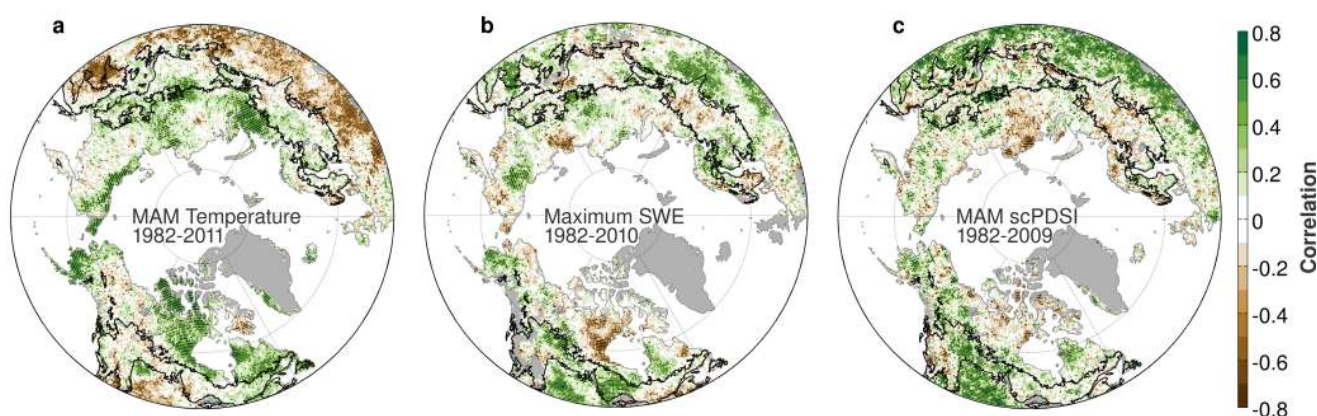 a
b
c
MAM Temperature
1982-2011
Maximum SWE
1982-2010
MAM scPDSI
1982-2009
0.8
0.6
0.4
0.2
0
-0.2
-0.4
-0.6
-0.8
Correlation